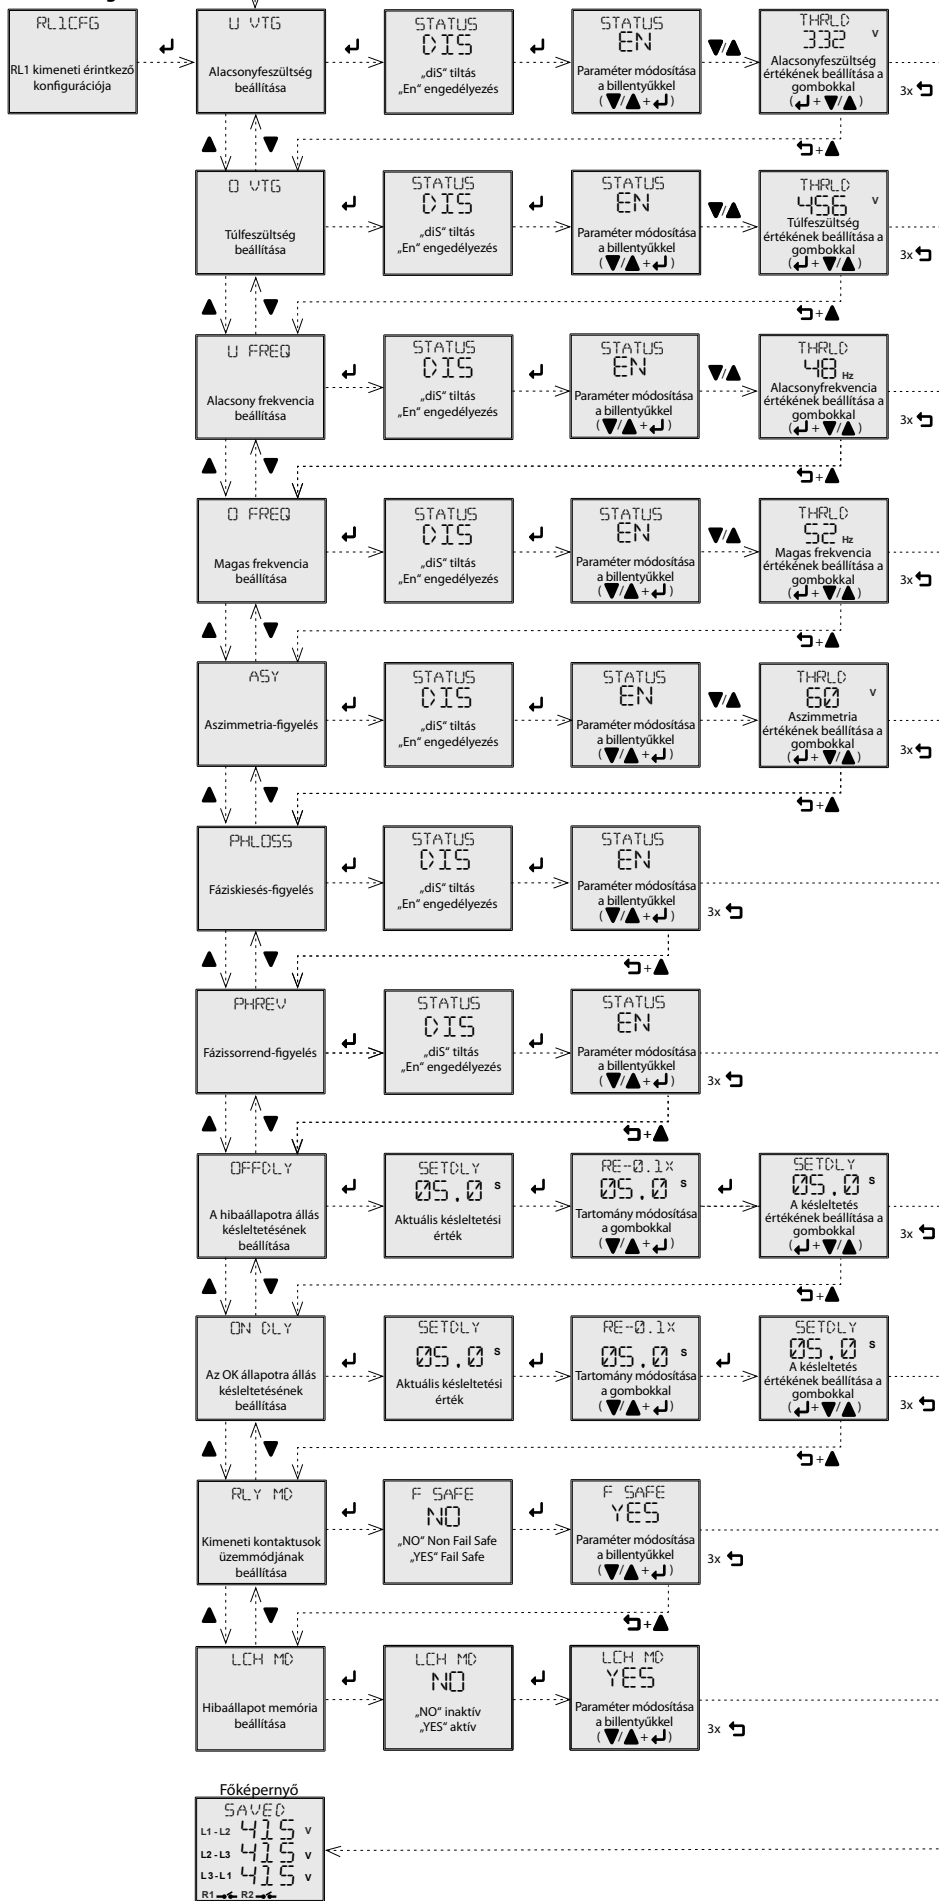 RL1CFG
RL1 kimeneti érintkező
konfigurációja
U VTG
Alacsonyfeszültség
beállítása
STATUS
DIS
„diS“ tiltás
„En“ engedélyezés
STATUS
EN
Paraméter módosítása
a billentyűkkel
(▼/▲+↵)
▼/▲
THRLD
332 V
Alacsonyfeszültség
értékének beállítása a
gombokkal
(↵+▼/▲)
3x
+▲
O VTG
Túlfeszültség
beállítása
STATUS
DIS
„diS“ tiltás
„En“ engedélyezés
STATUS
EN
Paraméter módosítása
a billentyűkkel
(▼/▲+↵)
▼/▲
THRLD
456 V
Túlfeszültség
értékének beállítása a
gombokkal
(↵+▼/▲)
3x
+▲
U FREQ
Alacsony frekvencia
beállítása
STATUS
DIS
„diS“ tiltás
„En“ engedélyezés
STATUS
EN
Paraméter módosítása
a billentyűkkel
(▼/▲+↵)
▼/▲
THRLD
48 Hz
Alacsonyfrekvencia
értékének beállítása a
gombokkal
(↵+▼/▲)
3x
+▲
O FREQ
Magas frekvencia
beállítása
STATUS
DIS
„diS“ tiltás
„En“ engedélyezés
STATUS
EN
Paraméter módosítása
a billentyűkkel
(▼/▲+↵)
▼/▲
THRLD
52 Hz
Magas frekvencia
értékének beállítása a
gombokkal
(↵+▼/▲)
3x
+▲
ASY
Aszimmetria-figyelés
STATUS
DIS
„diS“ tiltás
„En“ engedélyezés
STATUS
EN
Paraméter módosítása
a billentyűkkel
(▼/▲+↵)
▼/▲
THRLD
60 V
Aszimmetria
értékének beállítása a
gombokkal
(↵+▼/▲)
3x
+▲
PHLOSS
Fáziskiesés-figyelés
STATUS
DIS
„diS“ tiltás
„En“ engedélyezés
STATUS
EN
Paraméter módosítása
a billentyűkkel
(▼/▲+↵)
3x
+▲
PHREV
Fázissorrend-figyelés
STATUS
DIS
„diS“ tiltás
En“ engedélyezés
STATUS
EN
Paraméter módosítása
a billentyűkkel
(▼/▲+↵)
3x
+▲
OFFDLY
A hibaállapotra állás
késleltetésének
beállítása
SETDLY
05.0 s
Aktuális késleltetési
érték
RE-0.1X
05.0 s
Tartomány módosítása
a gombokkal
(▼/▲+↵)
SETDLY
05.0 s
A késleltetés
értékének beállítása a
gombokkal
(↵+▼/▲)
3x
+▲
ON DLY
Az OK állapotra állás
késleltetésének
beállítása
SETDLY
05.0 s
Aktuális késleltetési
érték
RE-0.1X
05.0 s
Tartomány módosítása
a gombokkal
(▼/▲+↵)
SETDLY
05.0 s
A késleltetés
értékének beállítása a
gombokkal
(↵+▼/▲)
3x
+▲
RLY MD
Kimeneti kontaktusok
üzemmódjának
beállítása
F SAFE
NO
„NO“ Non Fail Safe
„YES“ Fail Safe
F SAFE
YES
Paraméter módosítása
a billentyűkkel
(▼/▲+↵)
3x
+▲
LCH MD
Hibaállapot memória
beállítása
LCH MD
NO
„NO“ inaktív
„YES“ aktív
LCH MD
YES
Paraméter módosítása
a billentyűkkel
(▼/▲+↵)
3x
Főképernyő
SAVED
L1-L2 415 V
L2-L3 415 V
L3-L1 415 V
R1 R2